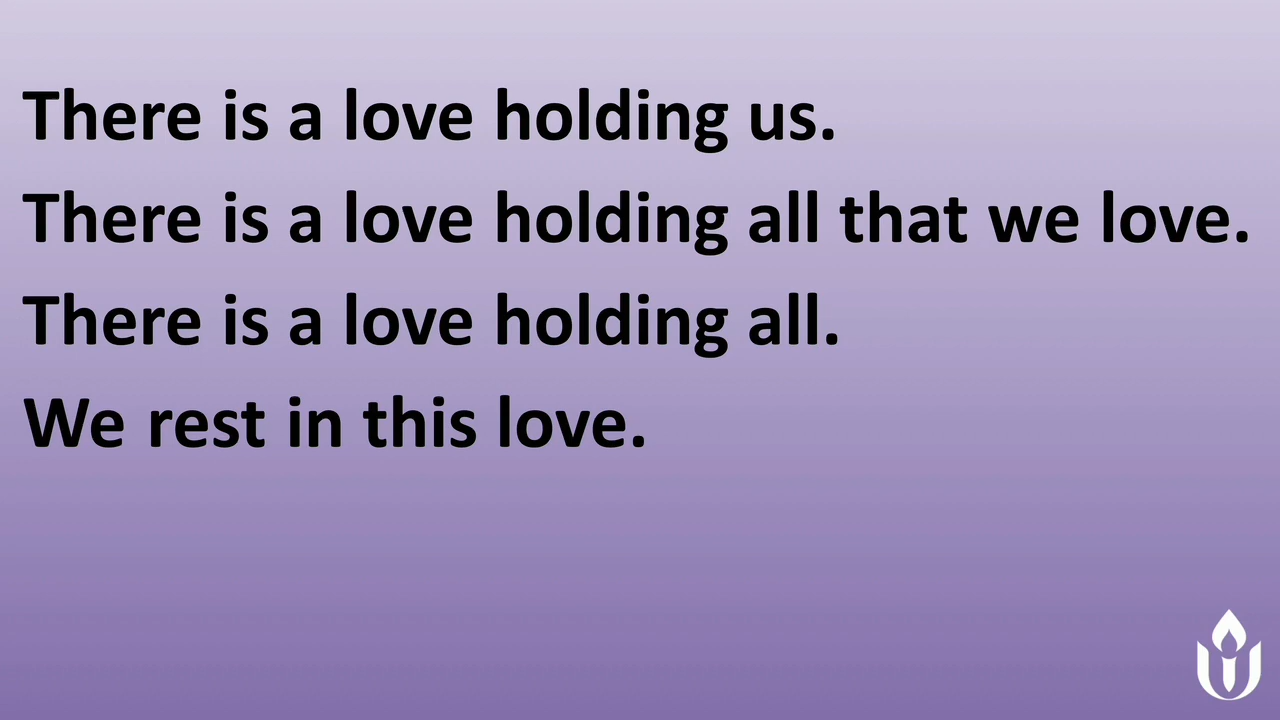 There is a love holding us.
There is a love holding all that we love.
There is a love holding all.
We rest in this love.